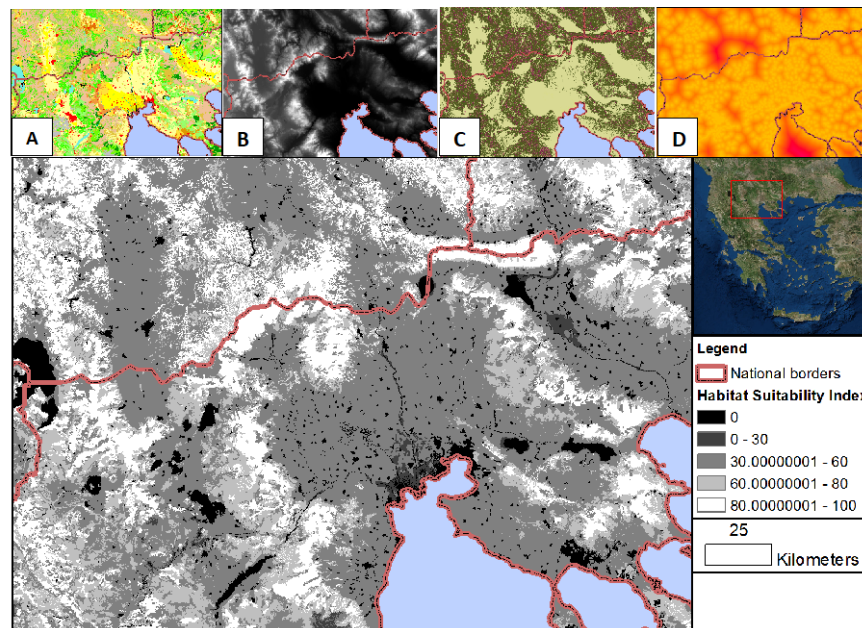 A
B
C
D
Legend
National borders
Habitat Suitability Index
0
0 - 30
30.00000001 - 60
60.00000001 - 80
80.00000001 - 100
25
Kilometers